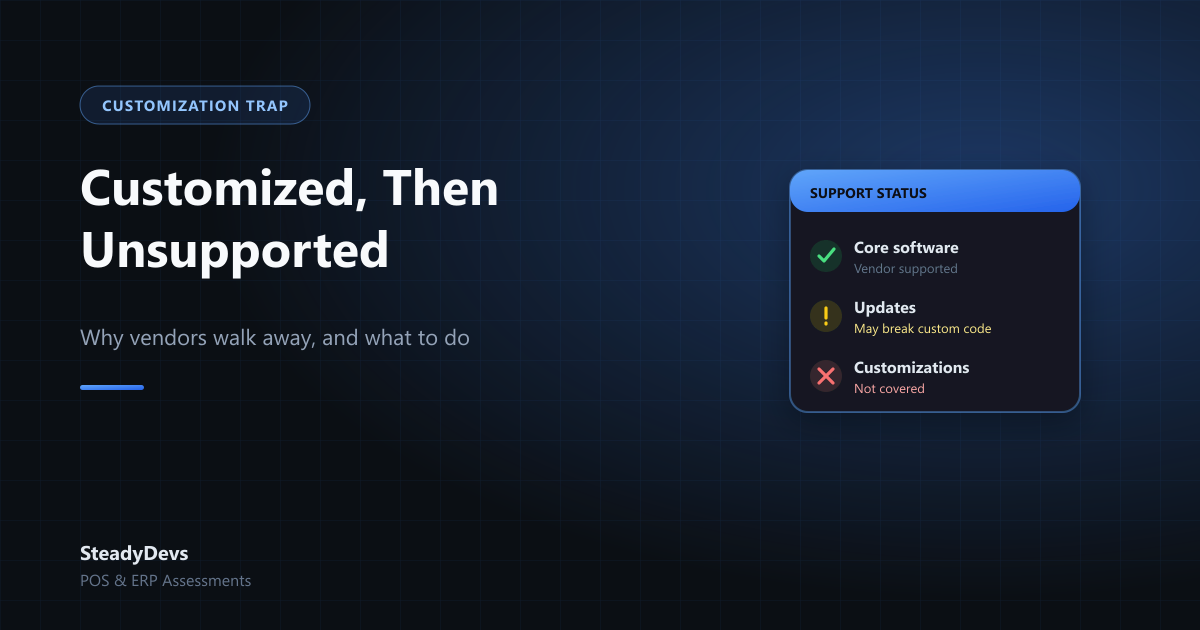 CUSTOMIZATION TRAP
Customized, Then
Unsupported
Why vendors walk away, and what to do
SUPPORT STATUS
Core software
Vendor supported
Updates
May break custom code
Customizations
Not covered
SteadyDevs
POS & ERP Assessments